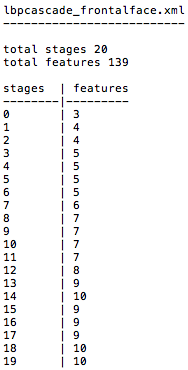 lbpcascade_frontalface.xml
--------------------------
total stages 20
total features 139
stages | features
--------|---------
0 | 3
1 | 4
2 | 4
3 | 5
4 | 5
5 | 5
6 | 5
7 | 6
8 | 7
9 | 7
10 | 7
11 | 7
12 | 8
13 | 9
14 | 10
15 | 9
16 | 9
17 | 9
18 | 10
19 | 10